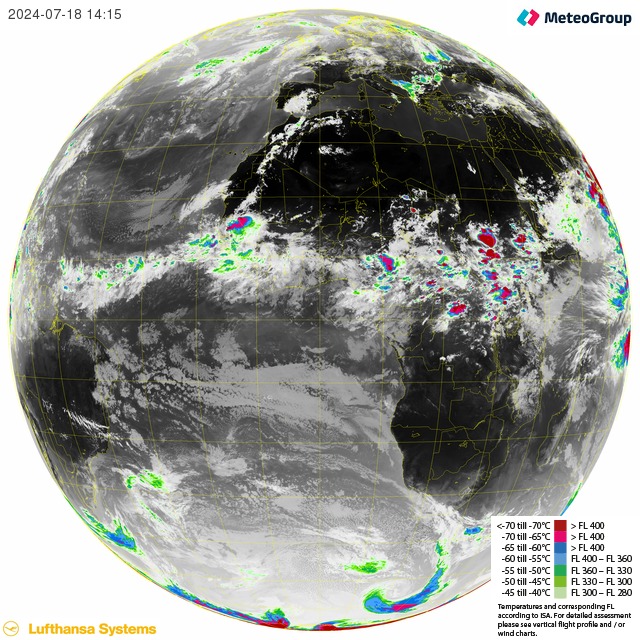 2024-07-18 14:15
MeteoGroup
<-70 till -70°C > FL 400
-70 till -65°C > FL 400
-65 till -60°C > FL 400
-60 till -55°C FL 400 - FL 360
-55 till -50°C FL 360 - FL 330
-50 till -45°C FL 330 - FL 300
-45 till -40°C FL 300 - FL 280
Temperatures and corresponding FL
according to ISA. For detailed assessment
please see vertical flight profile and / or
wind charts.
Lufthansa Systems